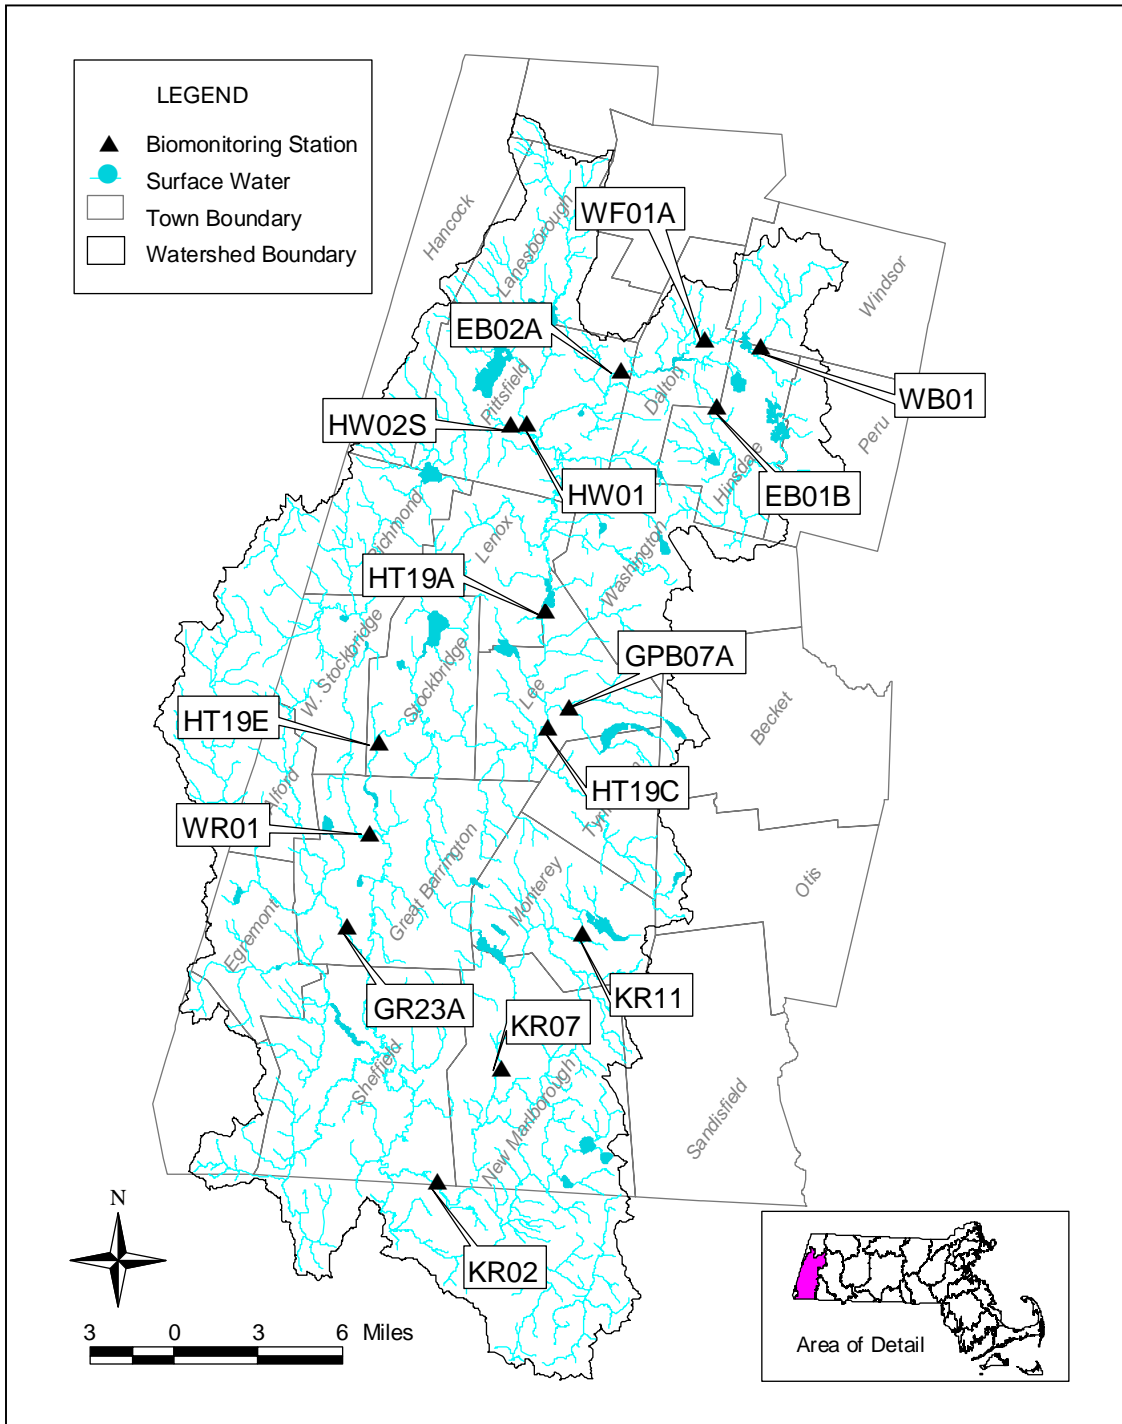 LEGEND
Biomonitoring Station
Surface Water
Town Boundary
Watershed Boundary
Hancock
Lanesborough
WF01A
Windsor
EB02A
Pittsfield
Dalton
WB01
HW02S
Peru
Hinsdale
HW01
EB01B
Richmond
Lenox
Washington
HT19A
GPB07A
W. Stockbridge
Stockbridge
Lee
Becket
HT19E
HT19C
Alford
WR01
Great Barrington
Monterey
Otis
Egremont
KR11
GR23A
KR07
Sheffield
New Marlborough
Sandisfield
KR02
N
3 0 3 6 Miles
Area of Detail